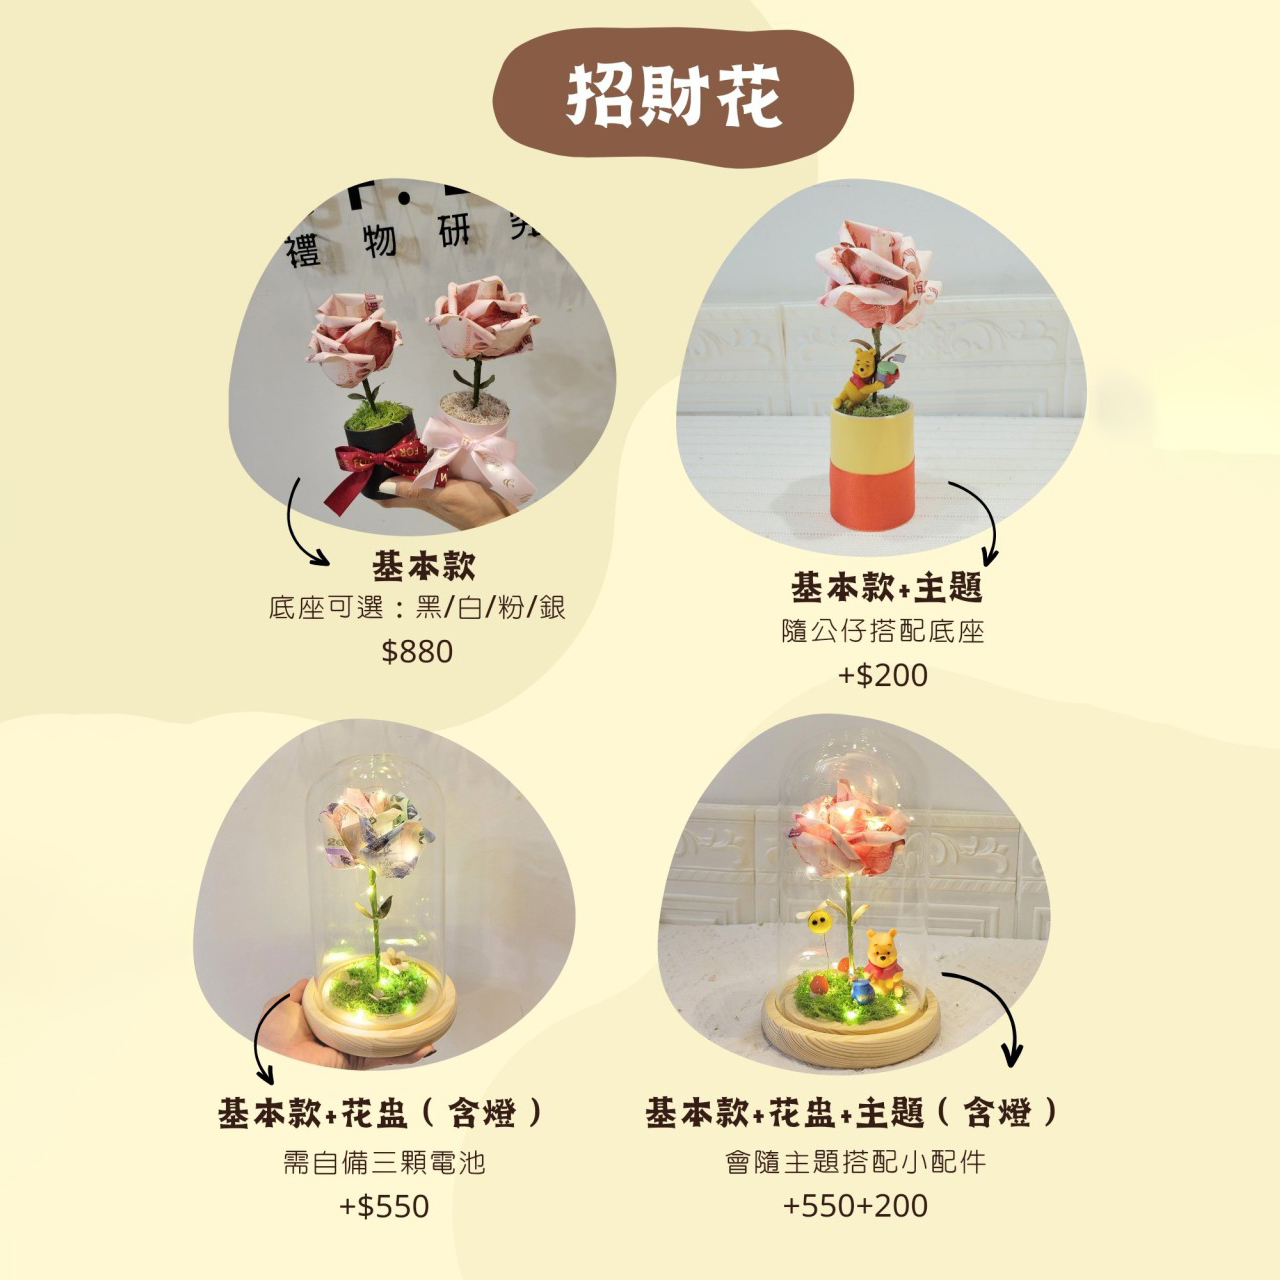 招財花
禮物研究
基本款
底座可選：黑/白/粉/銀
$880
基本款+主題
隨公仔搭配底座
+$200
基本款+花盅（含燈）
需自備三顆電池
+$550
基本款+花盅+主題（含燈）
會隨主題搭配小配件
+550+200